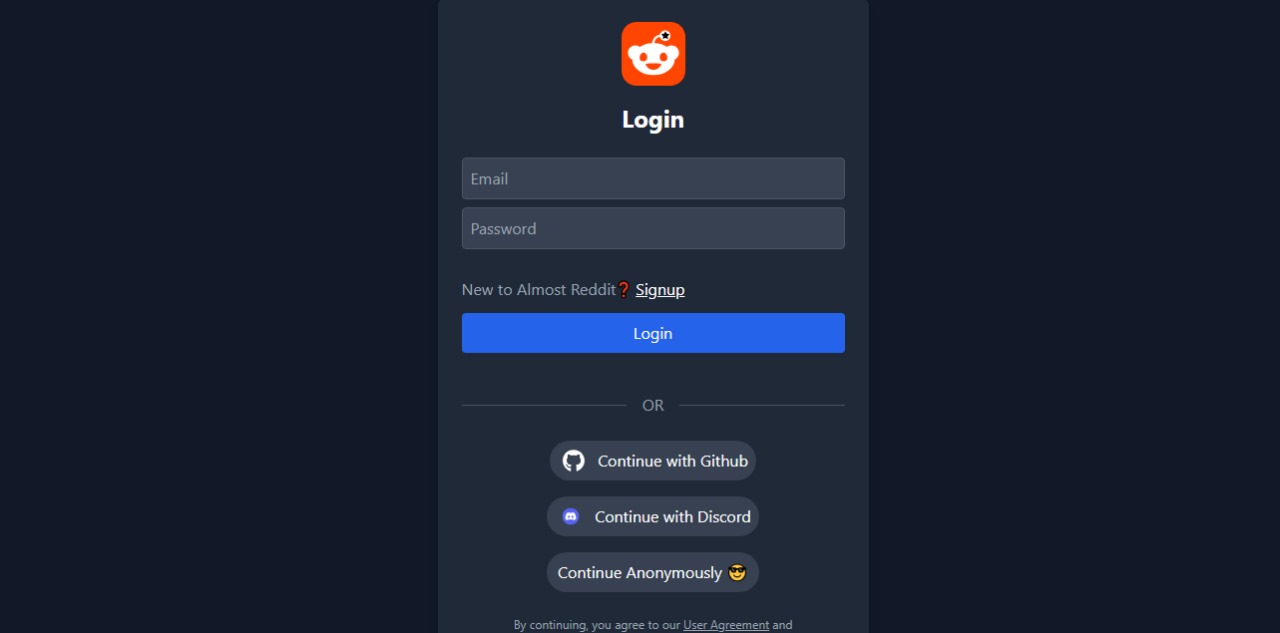 Login
Email
Password
New to Almost Reddit❓ Signup
Login
OR
Continue with Github
Continue with Discord
Continue Anonymously 😎
By continuing, you agree to our User Agreement and